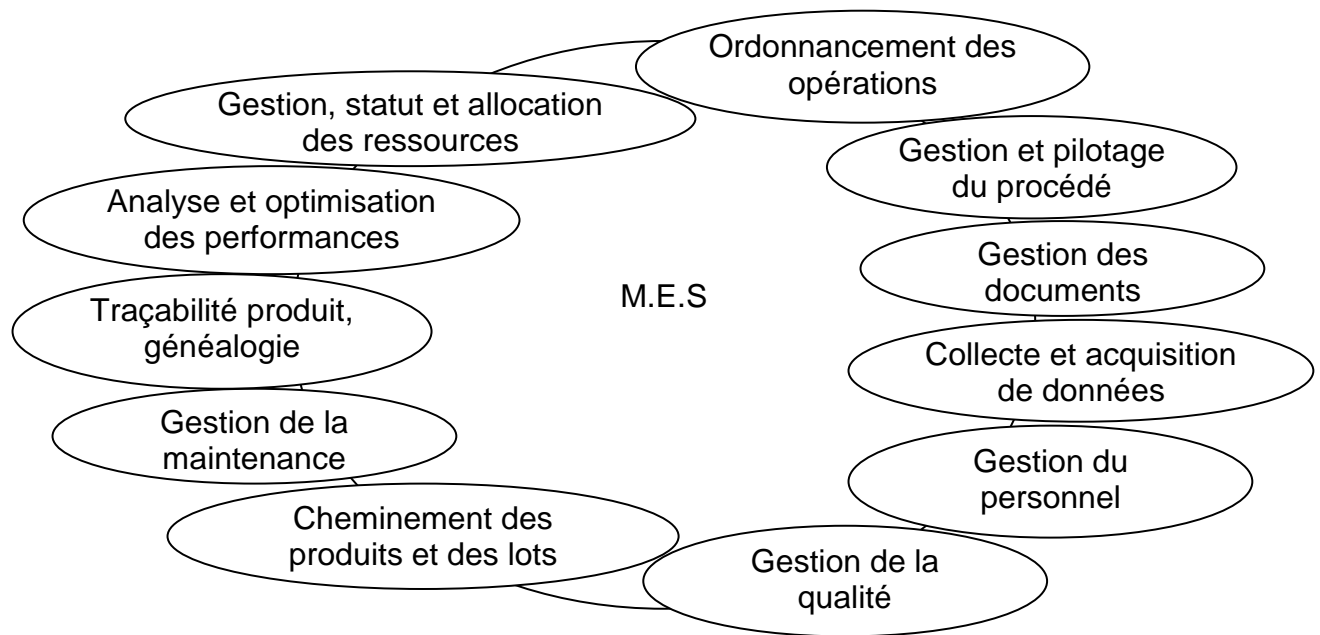 Ordonnancement des
opérations
Gestion, statut et allocation
des ressources
Gestion et pilotage
du procédé
Analyse et optimisation
des performances
Gestion des
documents
M.E.S
Traçabilité produit,
généalogie
Collecte et acquisition
de données
Gestion de la
maintenance
Gestion du
personnel
Cheminement des
produits et des lots
Gestion de la
qualité